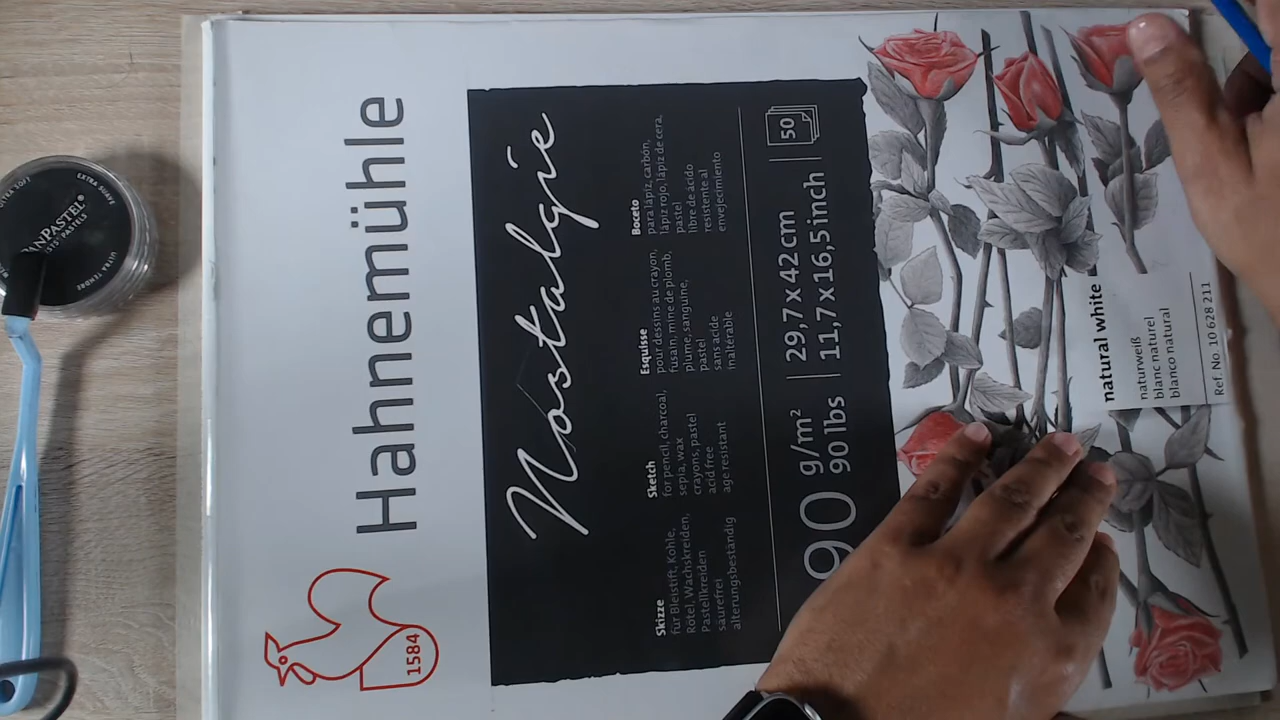 Hahnemühle
1584
Nostalgie
Skizze
für Bleistift, Kohle,
Rötel, Wachskreiden,
Pastellkreiden
säurefrei
alterungsbeständig
Sketch
for pencil, charcoal,
sepia, wax
crayons, pastel
acid free
age resistant
Esquisse
pour dessins au crayon,
fusain, mine de plomb,
plume, sanguine,
pastel
sans acide
inaltérable
Boceto
para lápiz, carbón,
lápiz rojo, lápiz de cera,
pastel
libre de ácido
resistente al
envejecimiento
90 g/m²
90 lbs
29,7 x 42 cm
11,7 x 16,5 inch
50
natural white
naturweiß
blanc naturel
blanco natural
Ref. No. 10 628 211
EXTRA SUAVE
ULTRA TENDRE